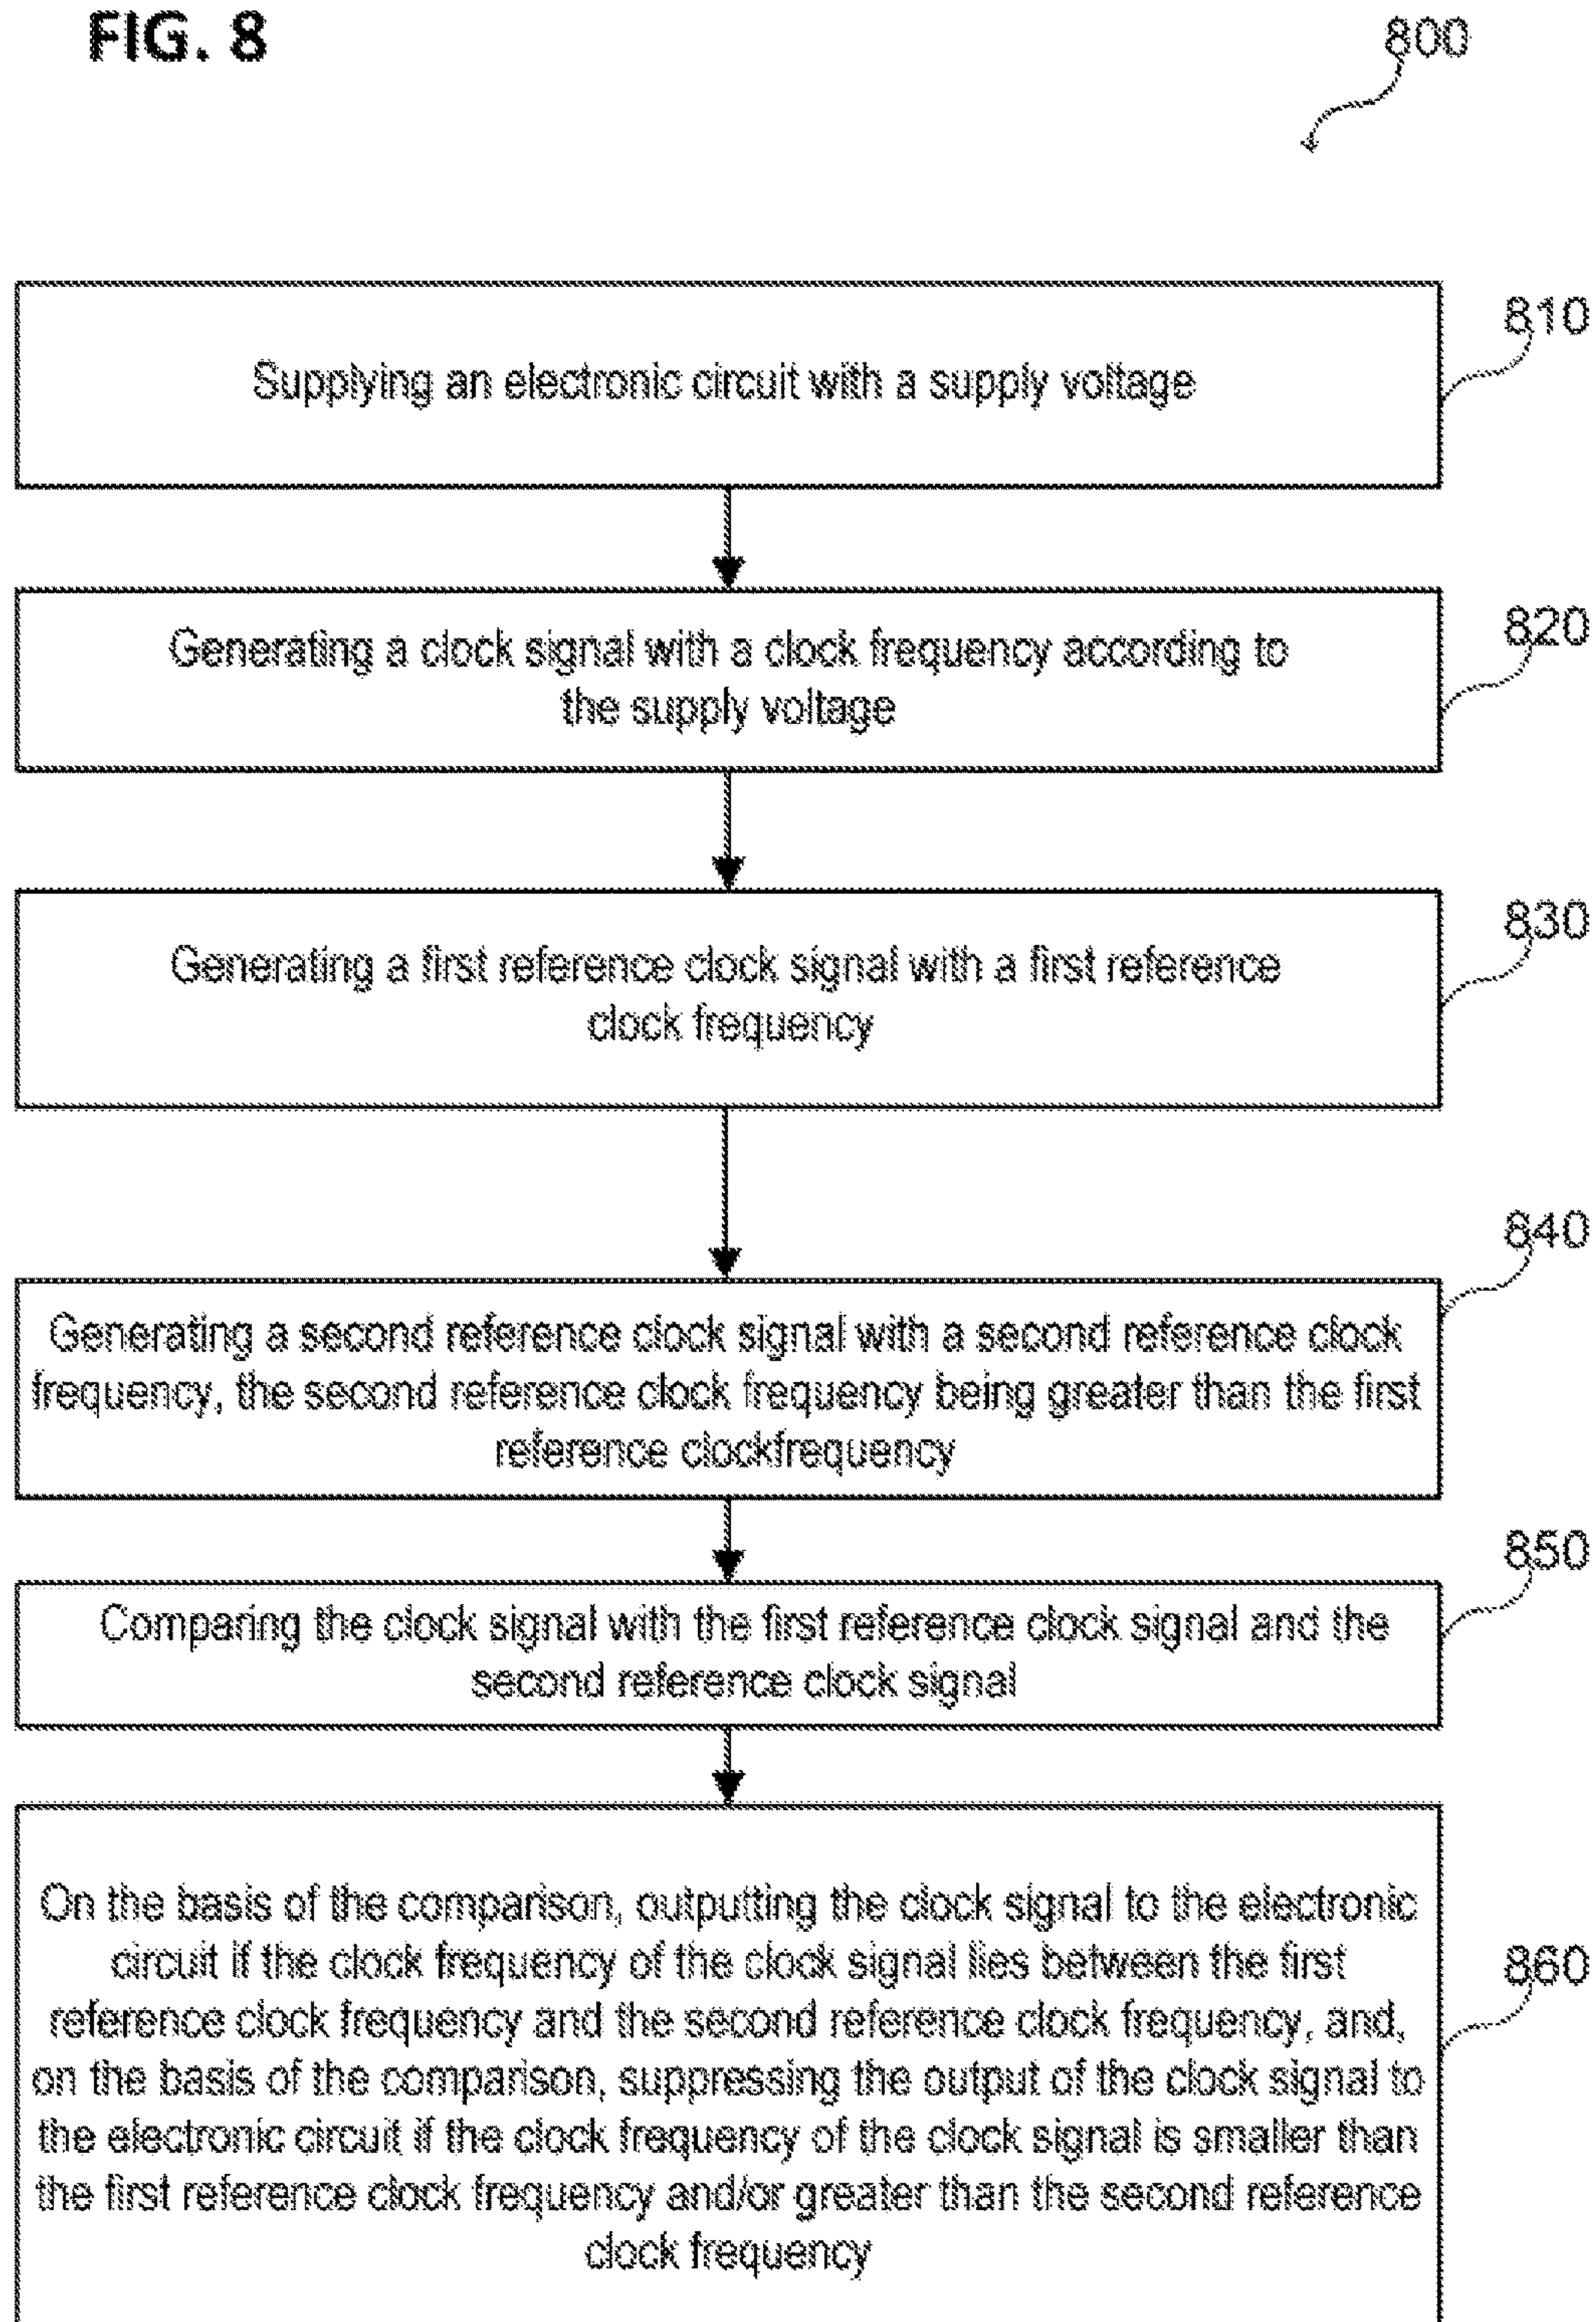 FIG. 8
800
810
Supplying an electronic circuit with a supply voltage
820
Generating a clock signal with a clock frequency according to
the supply voltage
830
Generating a first reference clock signal with a first reference
clock frequency
840
Generating a second reference clock signal with a second reference clock
frequency, the second reference clock frequency being greater than the first
reference clockfrequency
850
Comparing the clock signal with the first reference clock signal and the
second reference clock signal
860
On the basis of the comparison, outputting the clock signal to the electronic
circuit if the clock frequency of the clock signal lies between the first
reference clock frequency and the second reference clock frequency, and,
on the basis of the comparison, suppressing the output of the clock signal to
the electronic circuit if the clock frequency of the clock signal is smaller than
the first reference clock frequency and/or greater than the second reference
clock frequency